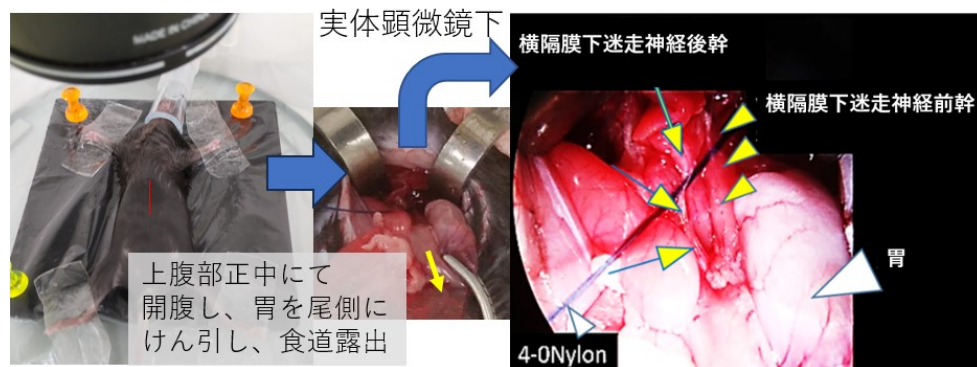 MADE IN CHINA
実体顕微鏡下
横隔膜下迷走神経後幹
横隔膜下迷走神経前幹
胃
上腹部正中にて
開腹し、胃を尾側に
けん引し、食道露出
4-0Nylon